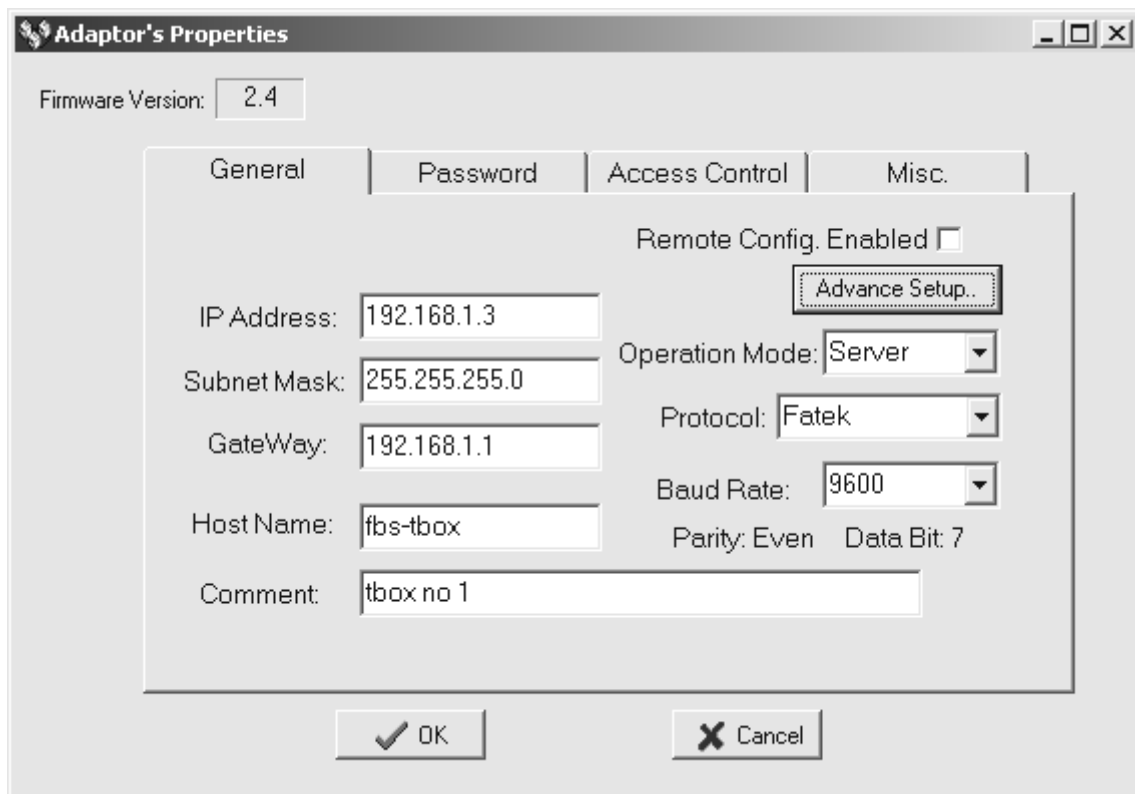 Adaptor's Properties
Firmware Version: 2.4
General Password Access Control Misc.
Remote Config. Enabled
Advance Setup..
IP Address: 192.168.1.3
Operation Mode: Server
Subnet Mask: 255.255.255.0
Protocol: Fatek
GateWay: 192.168.1.1
Baud Rate: 9600
Host Name: fbs-tbox
Parity: Even Data Bit: 7
Comment: tbox no 1
OK Cancel